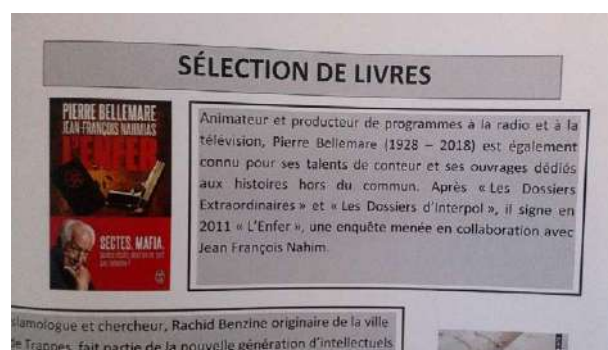 SÉLECTION DE LIVRES
PIERRE BELLEMARE
JEAN-FRANÇOIS NAHMIAS
L'ENFER
SECTES, MAFIA,
Animateur et producteur de programmes à la radio et à la
télévision, Pierre Bellemare (1928 – 2018) est également
connu pour ses talents de conteur et ses ouvrages dédiés
aux histoires hors du commun. Après « Les Dossiers
Extraordinaires » et « Les Dossiers d'Interpol », il signe en
2011 « L'Enfer », une enquête menée en collaboration avec
Jean François Nahim.
slamologue et chercheur, Rachid Benzine originaire de la ville
de Trappes, fait partie de la nouvelle génération d'intellectuels